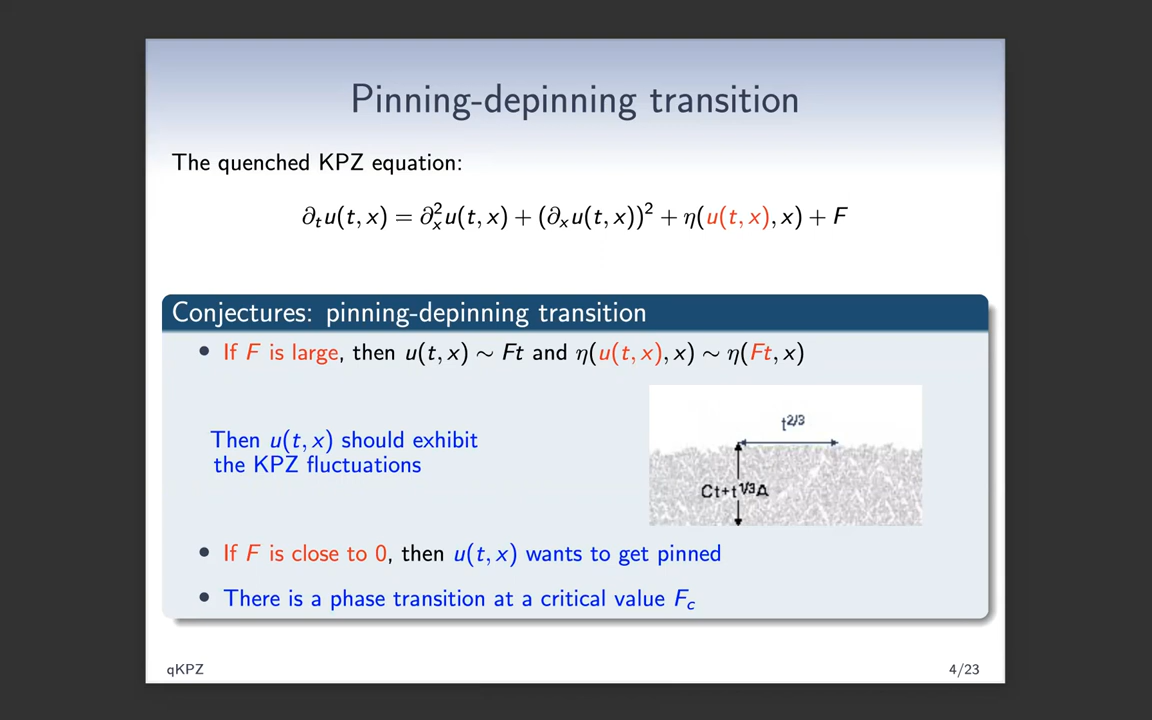 Pinning-depinning transition
The quenched KPZ equation:
∂ₜu(t, x) = ∂ₓ²u(t, x) + (∂ₓu(t, x))² + η(u(t, x), x) + F
Conjectures: pinning-depinning transition
• If F is large, then u(t, x) ∼ Ft and η(u(t, x), x) ∼ η(Ft, x)
Then u(t, x) should exhibit
the KPZ fluctuations
t^2/3
Ct+t^1/3A
• If F is close to 0, then u(t, x) wants to get pinned
• There is a phase transition at a critical value F_c
qKPZ
4/23